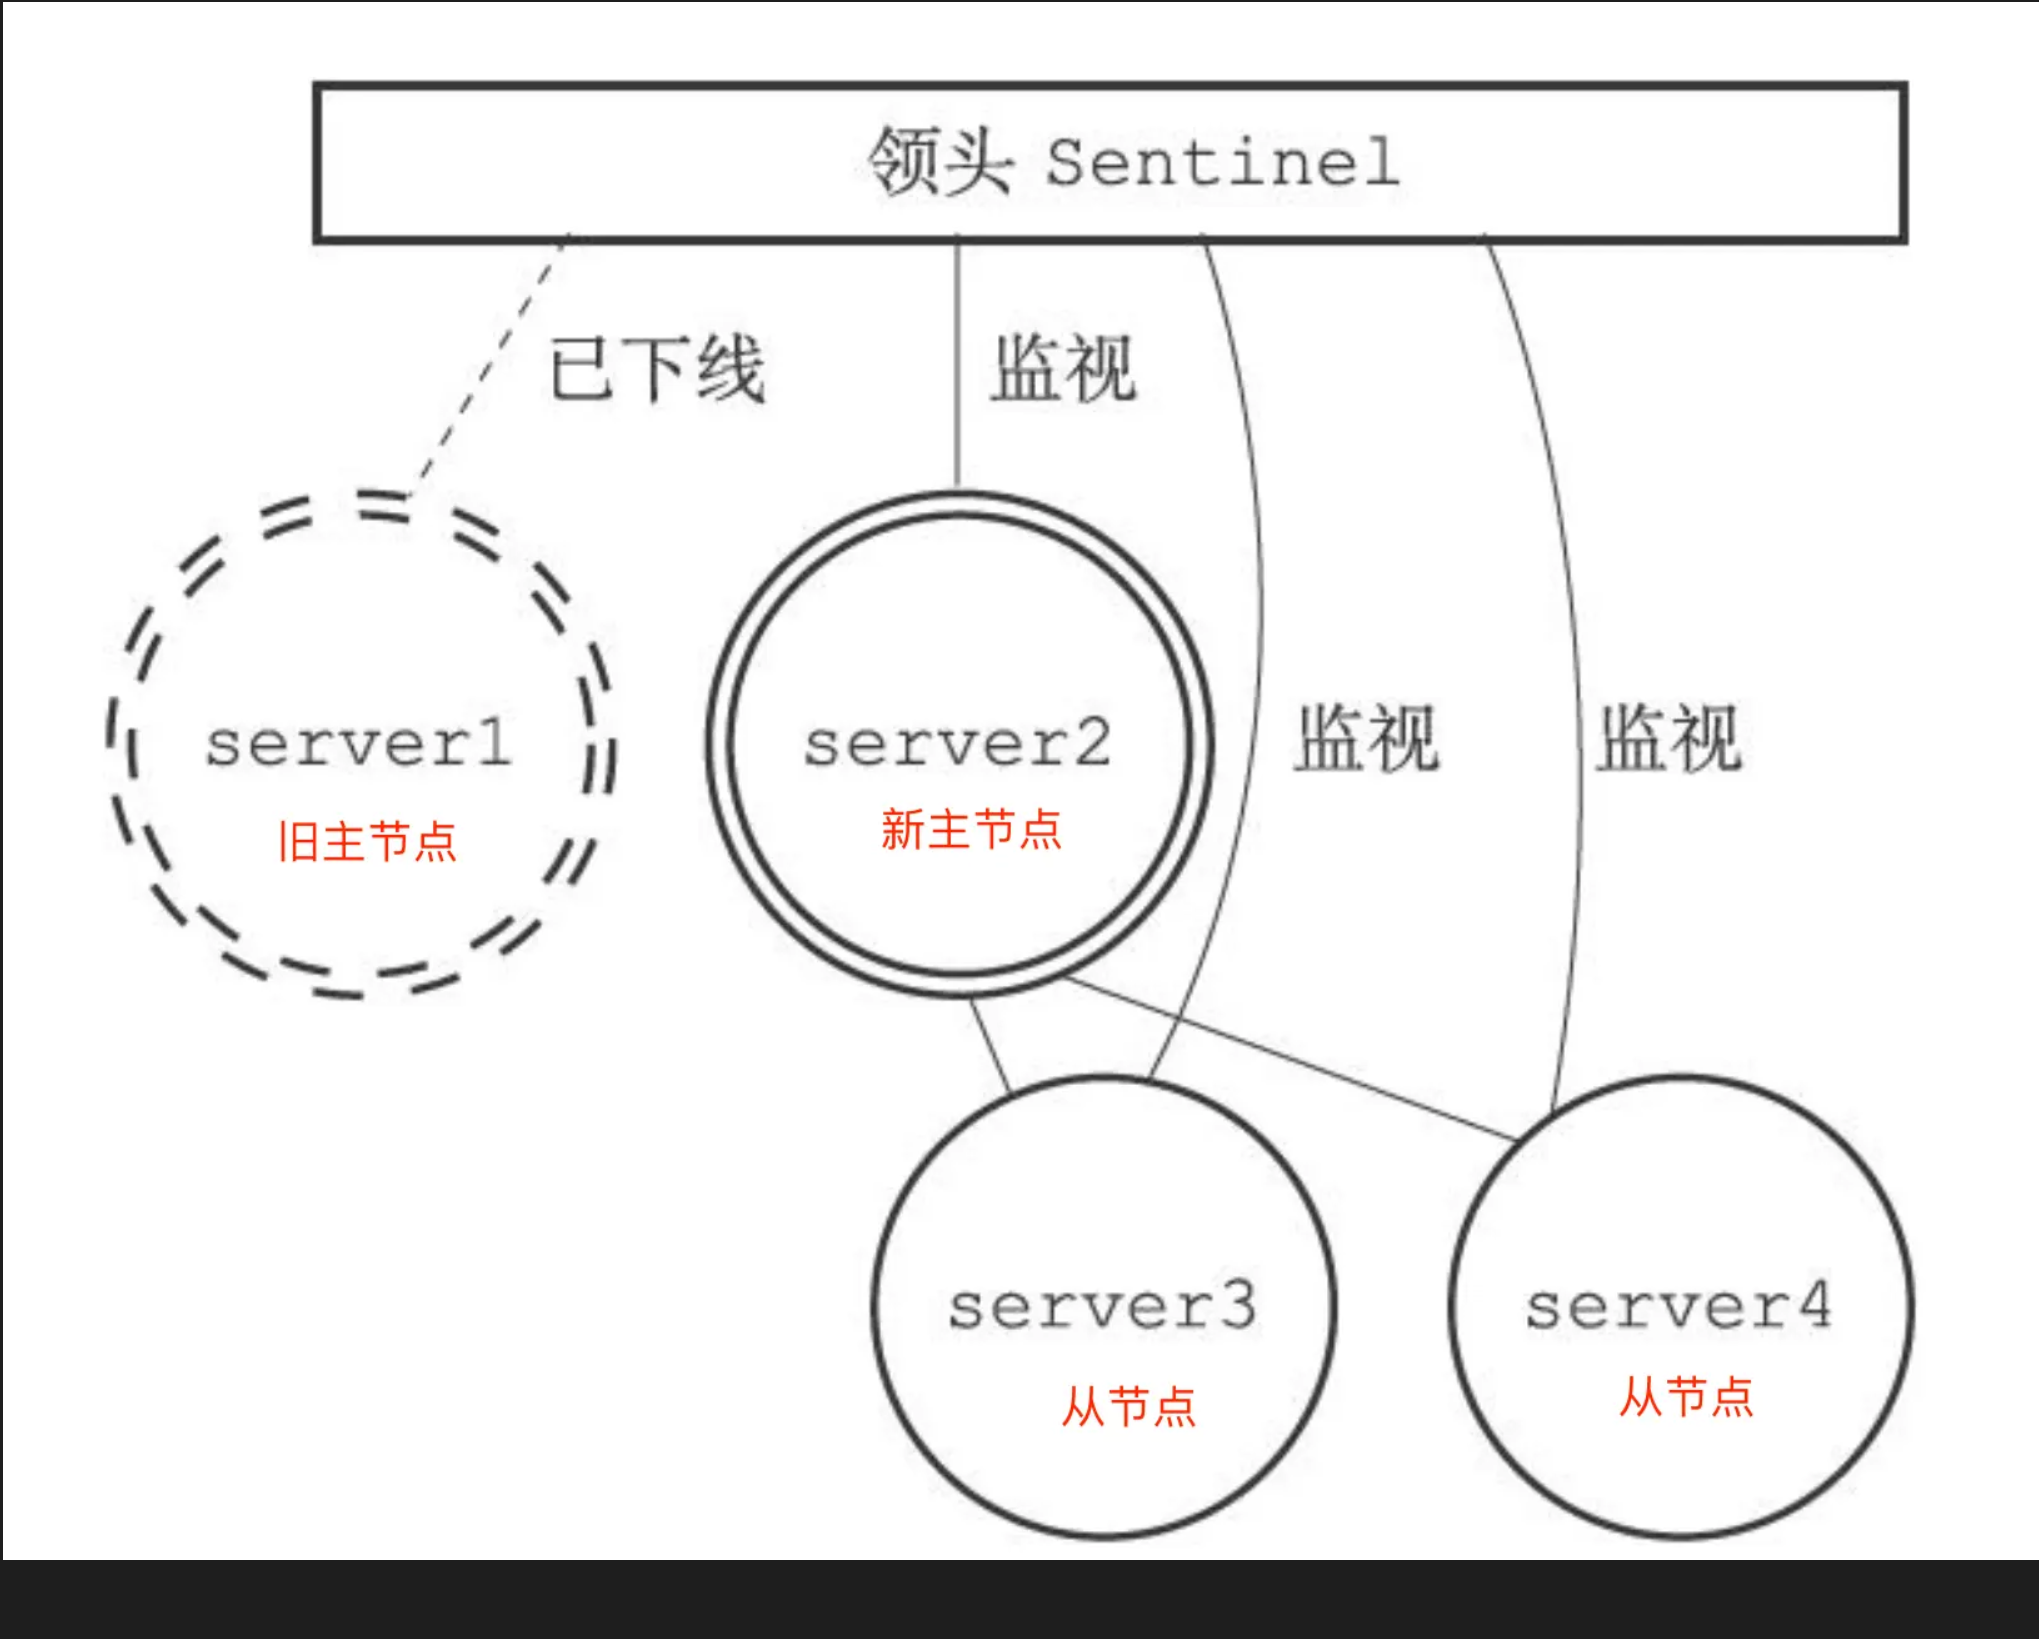 领头 Sentinel
已下线
监视
server1
旧主节点
server2
新主节点
监视
监视
server3
从节点
server4
从节点